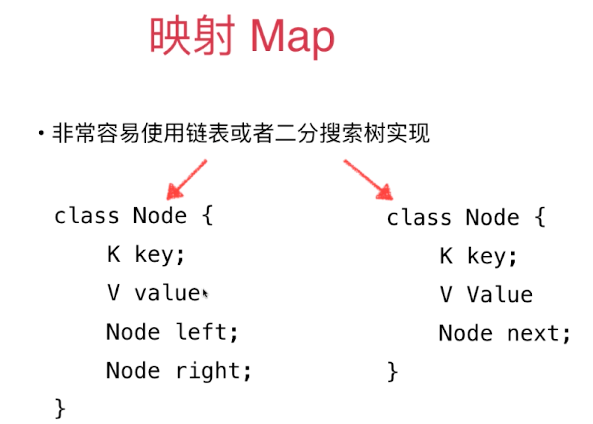 映射 Map
• 非常容易使用链表或者二分搜索树实现
class Node {
K key;
V value
Node left;
Node right;
}
class Node {
K key;
V Value
Node next;
}